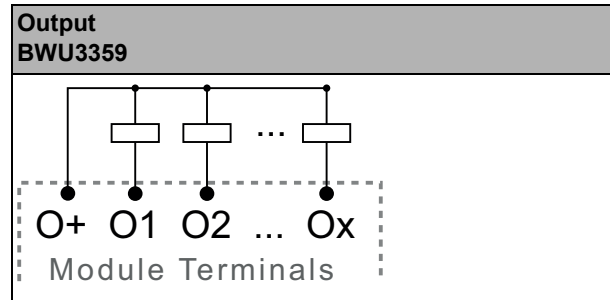 Output
BWU3359
...
O+ O1 O2 ... Ox
Module Terminals